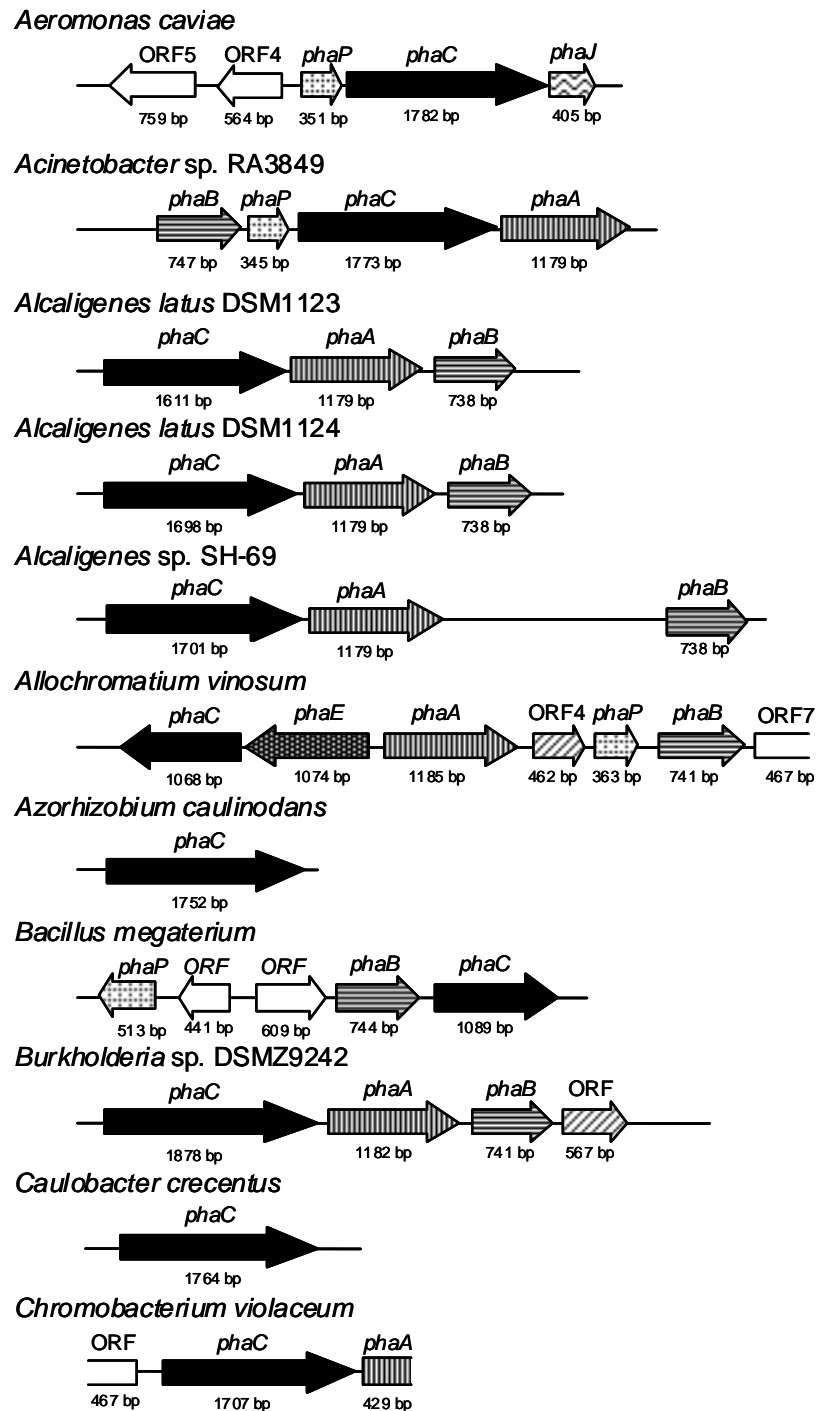 Aeromonas caviae
ORF5 ORF4 phaP phaC phaJ
759 bp 564 bp 351 bp 1782 bp 405 bp
Acinetobacter sp. RA3849
phaB phaP phaC phaA
747 bp 345 bp 1773 bp 1179 bp
Alcaligenes latus DSM1123
phaC phaA phaB
1611 bp 1179 bp 738 bp
Alcaligenes latus DSM1124
phaC phaA phaB
1698 bp 1179 bp 738 bp
Alcaligenes sp. SH-69
phaC phaA phaB
1701 bp 1179 bp 738 bp
Allochromatium vinosum
phaC phaE phaA ORF4 phaP phaB ORF7
1068 bp 1074 bp 1185 bp 462 bp 363 bp 741 bp 467 bp
Azorhizobium caulinodans
phaC
1752 bp
Bacillus megaterium
phaP ORF ORF phaB phaC
513 bp 441 bp 609 bp 744 bp 1089 bp
Burkholderia sp. DSMZ9242
phaC phaA phaB ORF
1878 bp 1182 bp 741 bp 567 bp
Caulobacter crecentus
phaC
1764 bp
Chromobacterium violaceum
ORF phaC phaA
467 bp 1707 bp 429 bp